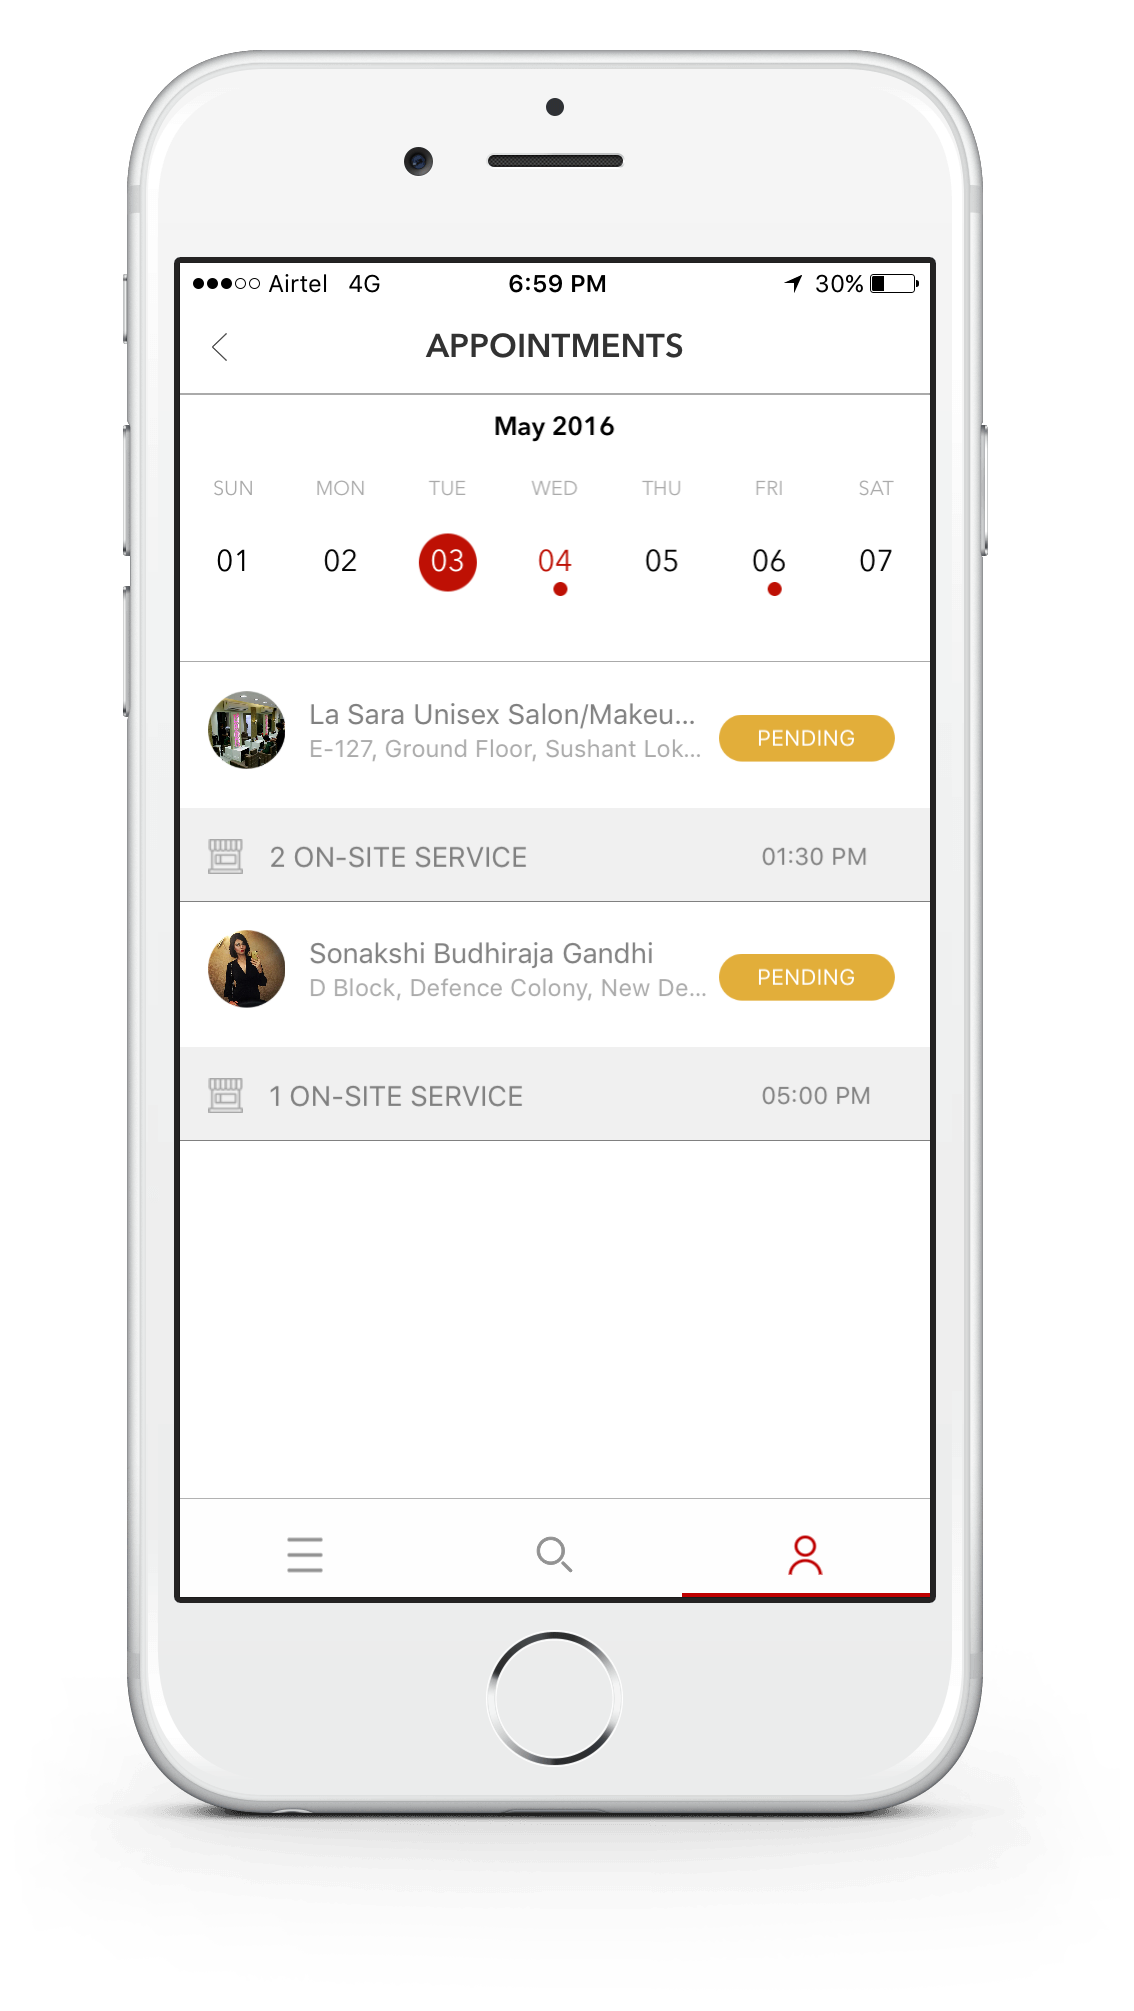 Airtel 4G 6:59 PM 30%
APPOINTMENTS
May 2016
SUN MON TUE WED THU FRI SAT
01 02 03 04 05 06 07
La Sara Unisex Salon/Makeu...
E-127, Ground Floor, Sushant Lok...
PENDING
2 ON-SITE SERVICE 01:30 PM
Sonakshi Budhiraja Gandhi
D Block, Defence Colony, New De...
PENDING
1 ON-SITE SERVICE 05:00 PM